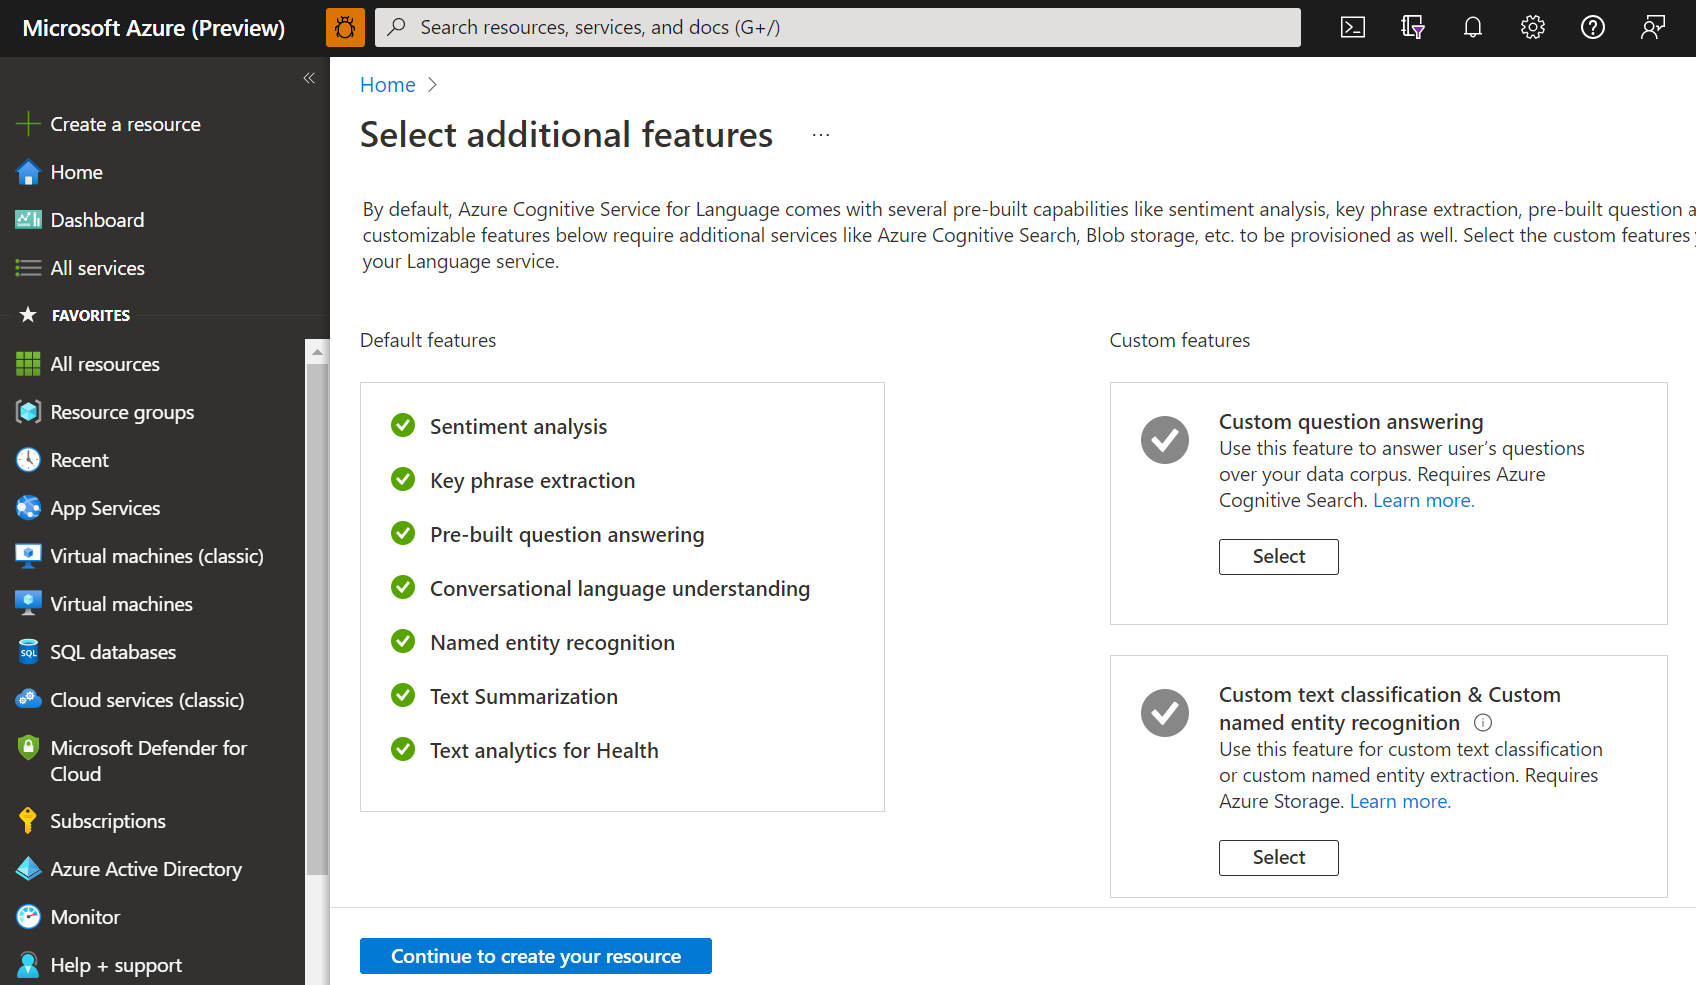 Microsoft Azure (Preview)
Search resources, services, and docs (G+/)
Create a resource
Home
Dashboard
All services
FAVORITES
All resources
Resource groups
Recent
App Services
Virtual machines (classic)
Virtual machines
SQL
SQL databases
Cloud services (classic)
Microsoft Defender for
Cloud
Subscriptions
Azure Active Directory
Monitor
Help + support
Home
Select additional features
By default, Azure Cognitive Service for Language comes with several pre-built capabilities like sentiment analysis, key phrase extraction, pre-built question a
customizable features below require additional services like Azure Cognitive Search, Blob storage, etc. to be provisioned as well. Select the custom features
your Language service.
Default features
Sentiment analysis
Key phrase extraction
Pre-built question answering
Conversational language understanding
Named entity recognition
Text Summarization
Text analytics for Health
Custom features
Custom question answering
Use this feature to answer user’s questions
over your data corpus. Requires Azure
Cognitive Search. Learn more.
Select
Custom text classification & Custom
named entity recognition
Use this feature for custom text classification
or custom named entity extraction. Requires
Azure Storage. Learn more.
Select
Continue to create your resource